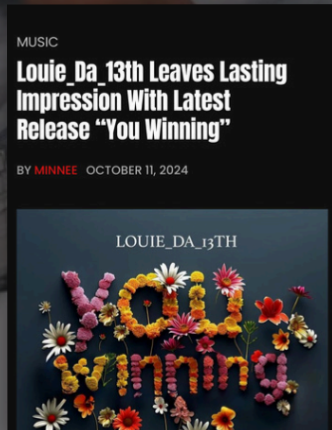 MUSIC
Louie_Da_13th Leaves Lasting
Impression With Latest
Release “You Winning”
BY MINNEE OCTOBER 11, 2024
LOUIE_DA_13TH
You
winning